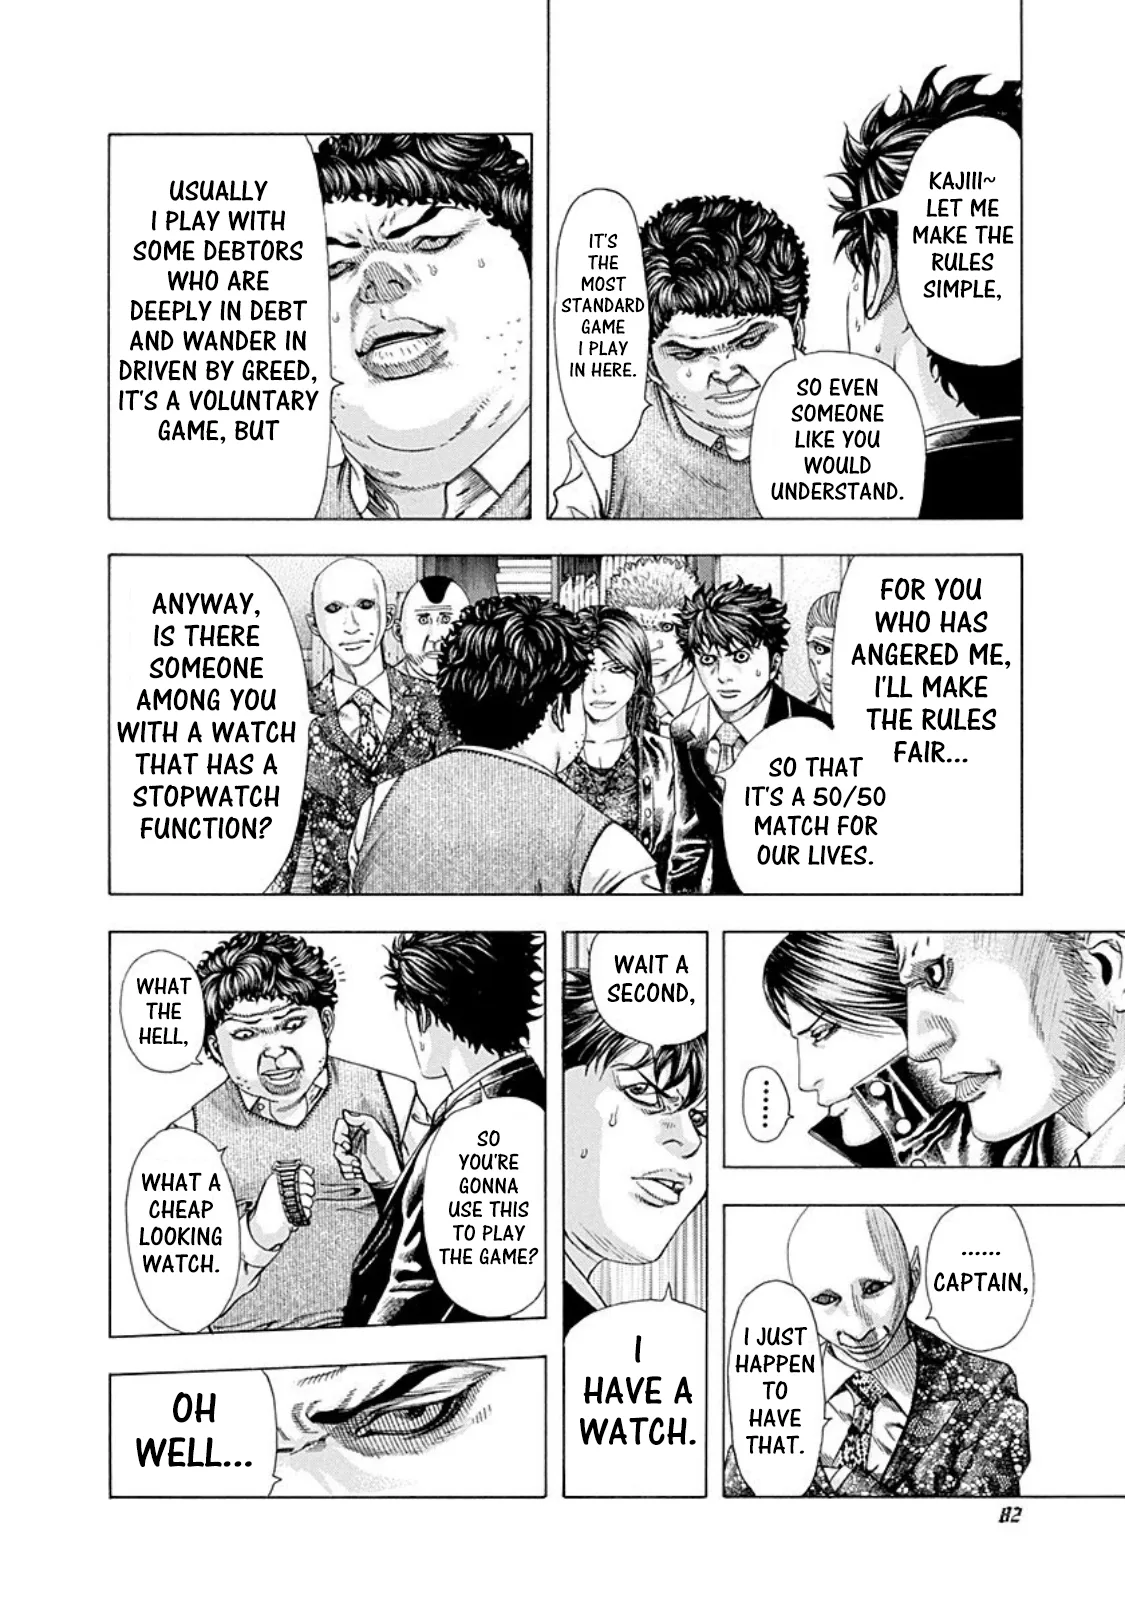 KAJIII~
LET ME
MAKE THE
RULES
SIMPLE,
SO EVEN
SOMEONE
LIKE YOU
WOULD
UNDERSTAND.
IT'S
THE
MOST
STANDARD
GAME
I PLAY
IN HERE.
USUALLY
I PLAY WITH
SOME DEBTORS
WHO ARE
DEEPLY IN DEBT
AND WANDER IN
DRIVEN BY GREED,
IT'S A VOLUNTARY
GAME, BUT
FOR YOU
WHO HAS
ANGERED ME,
I'LL MAKE
THE RULES
FAIR...
SO THAT
IT'S A 50/50
MATCH FOR
OUR LIVES.
ANYWAY,
IS THERE
SOMEONE
AMONG YOU
WITH A WATCH
THAT HAS A
STOPWATCH
FUNCTION?
......
......
CAPTAIN,
I JUST
HAPPEN
TO
HAVE
THAT.
WAIT A
SECOND,
I
HAVE A
WATCH.
SO
YOU'RE
GONNA
USE THIS
TO PLAY
THE GAME?
WHAT
THE
HELL,
WHAT A
CHEAP
LOOKING
WATCH.
OH
WELL...
82